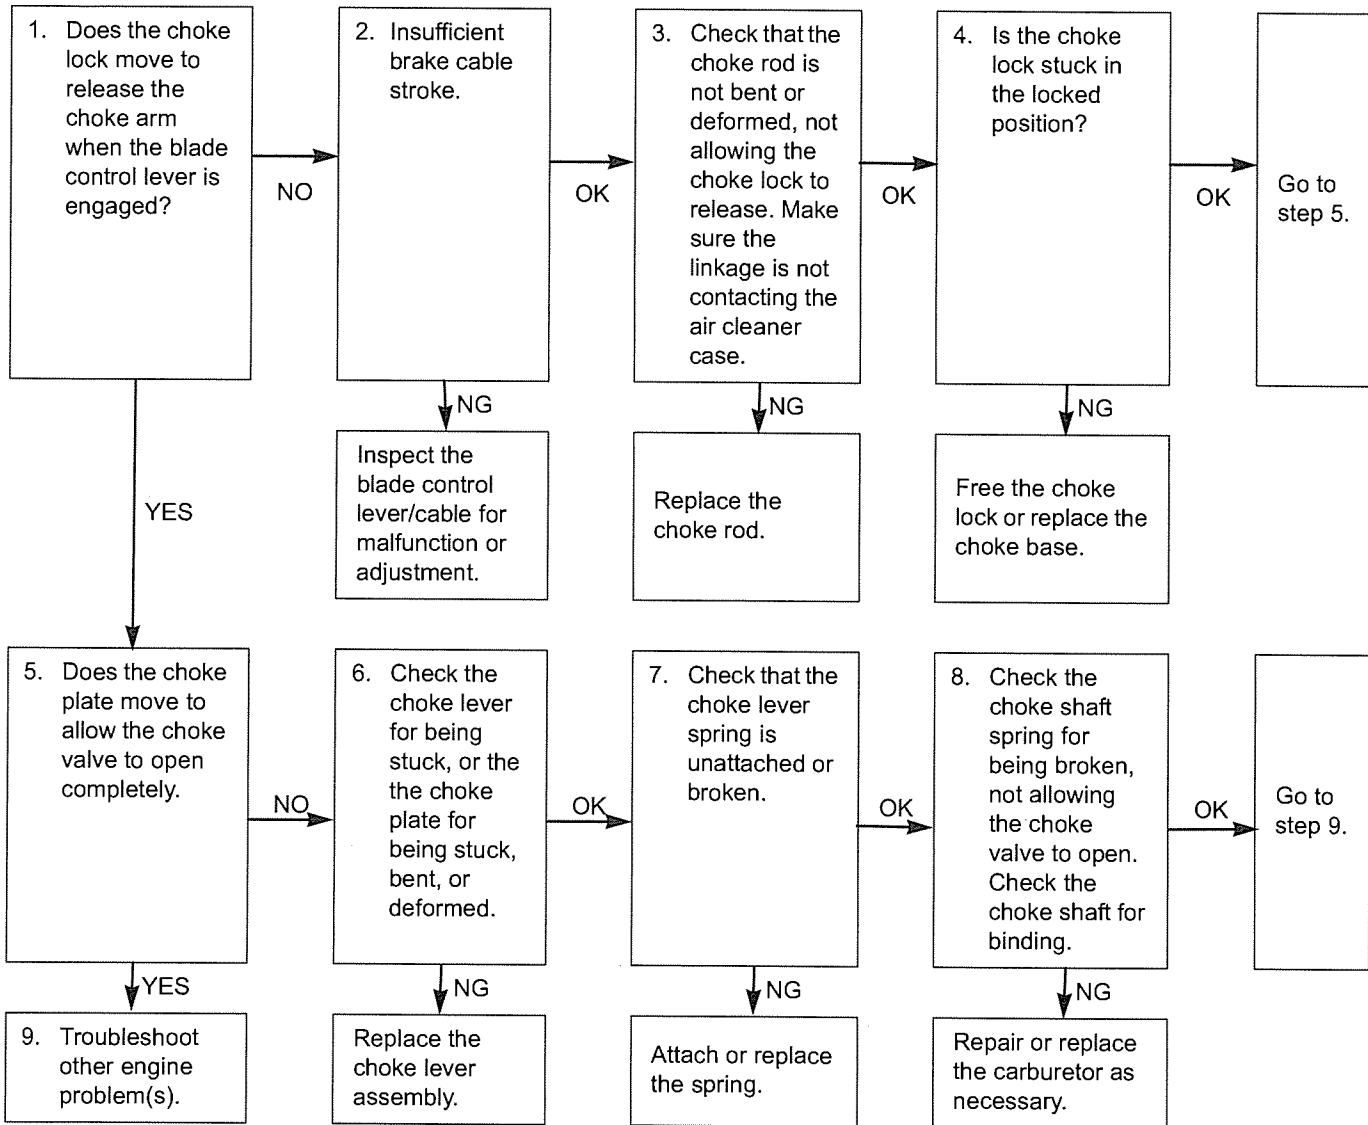 1. Does the choke
lock move to
release the
choke arm
when the blade
control lever is
engaged?
NO
2. Insufficient
brake cable
stroke.
OK
3. Check that the
choke rod is
not bent or
deformed, not
allowing the
choke lock to
release. Make
sure the
linkage is not
contacting the
air cleaner
case.
OK
4. Is the choke
lock stuck in
the locked
position?
OK
Go to
step 5.
YES
NG
Inspect the
blade control
lever/cable for
malfunction or
adjustment.
NG
Replace the
choke rod.
NG
Free the choke
lock or replace the
choke base.
5. Does the choke
plate move to
allow the choke
valve to open
completely.
NO
6. Check the
choke lever
for being
stuck, or the
the choke
plate for
being stuck,
bent, or
deformed.
OK
7. Check that the
choke lever
spring is
unattached or
broken.
OK
8. Check the
choke shaft
spring for
being broken,
not allowing
the choke
valve to open.
Check the
choke shaft for
binding.
OK
Go to
step 9.
YES
9. Troubleshoot
other engine
problem(s).
NG
Replace the
choke lever
assembly.
NG
Attach or replace
the spring.
NG
Repair or replace
the carburetor as
necessary.